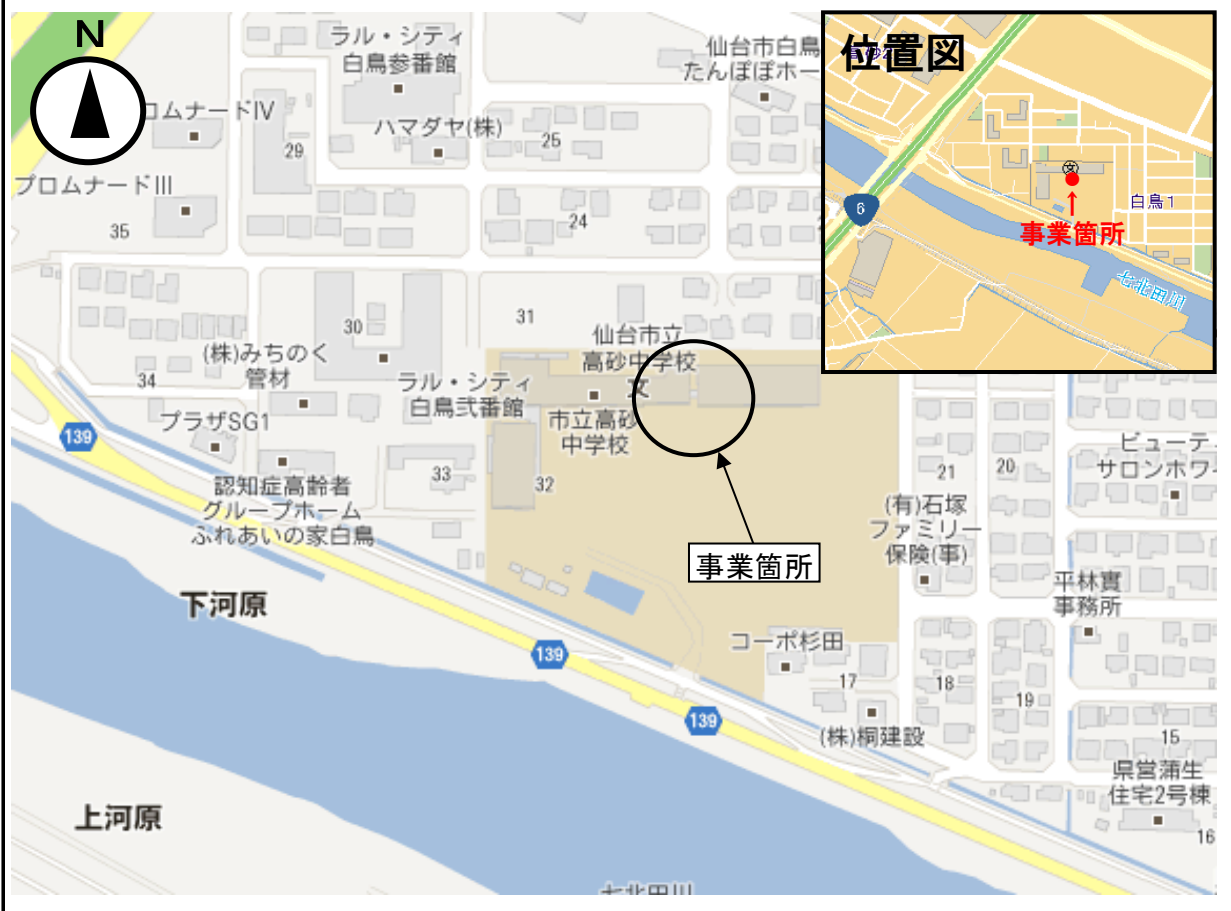 N
ラル・シティ
白鳥参番館
仙台市白鳥
たんぽぽホー
コムナードIV
ハマダヤ(株)
25
29
プロムナードIII
35
24
位置図
6
文
白鳥1
事業箇所
七北田川
31
30
仙台市立
高砂中学校
(株)みちのく
管材
34
ラル・シティ
白鳥弐番館
文
市立高砂
中学校
プラザSG1
139
33
32
認知症高齢者
グループホーム
ふれあいの家白鳥
21
20
ビューテ
サロンホワ
(有)石塚
ファミリー
保険(事)
事業箇所
平林實
事務所
下河原
139
コーポ杉田
17
18
19
139
(株)桐建設
15
県営蒲生
住宅2号棟
16
上河原
七北田川